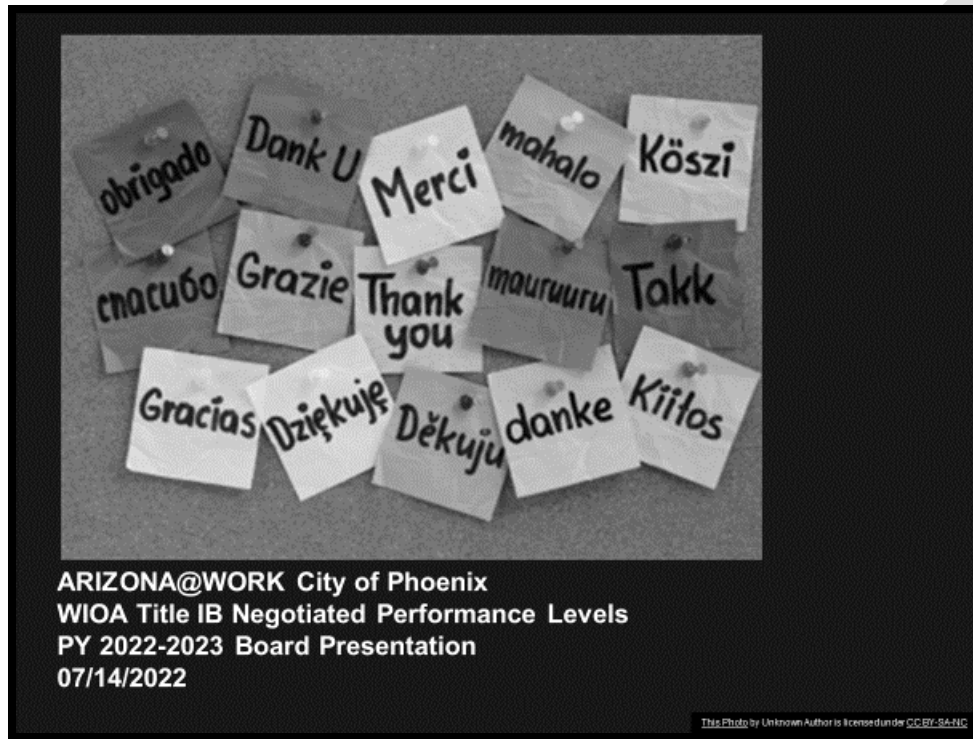 obrigado
Dank U
Merci
mahalo
Köszi
спасибо
Grazie
Thank
you
mauruuru
Takk
Gracias
Dziękuję
Děkuju
danke
Kiitos
ARIZONA@WORK City of Phoenix
WIOA Title IB Negotiated Performance Levels
PY 2022-2023 Board Presentation
07/14/2022
This Photo by Unknown Author is licensed under CC BY-SA-NC